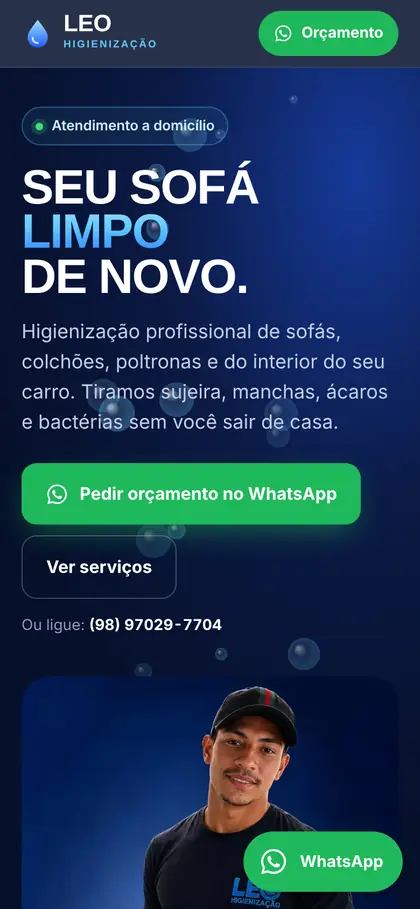 LEO
HIGIENIZAÇÃO
Orçamento
Atendimento a domicílio
SEU SOFÁ
LIMPO
DE NOVO.
Higienização profissional de sofás,
colchões, poltronas e do interior do seu
carro. Tiramos sujeira, manchas, ácaros
e bactérias sem você sair de casa.
Pedir orçamento no WhatsApp
Ver serviços
Ou ligue: (98) 97029-7704
WhatsApp
LEO
HIGIENIZAÇÃO